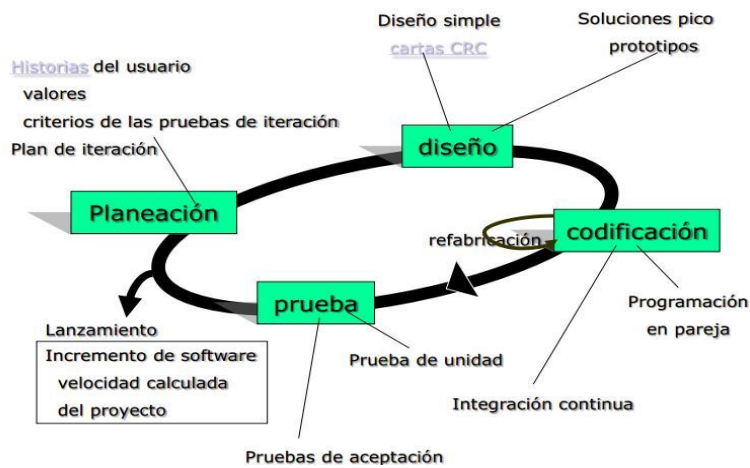 Diseño simple
cartas CRC
Soluciones pico
prototipos
Historias del usuario
valores
criterios de las pruebas de iteración
Plan de iteración
diseño
Planeación
codificación
refabricación
prueba
Programación
en pareja
Lanzamiento
Incremento de software
velocidad calculada
del proyecto
Prueba de unidad
Integración continua
Pruebas de aceptación